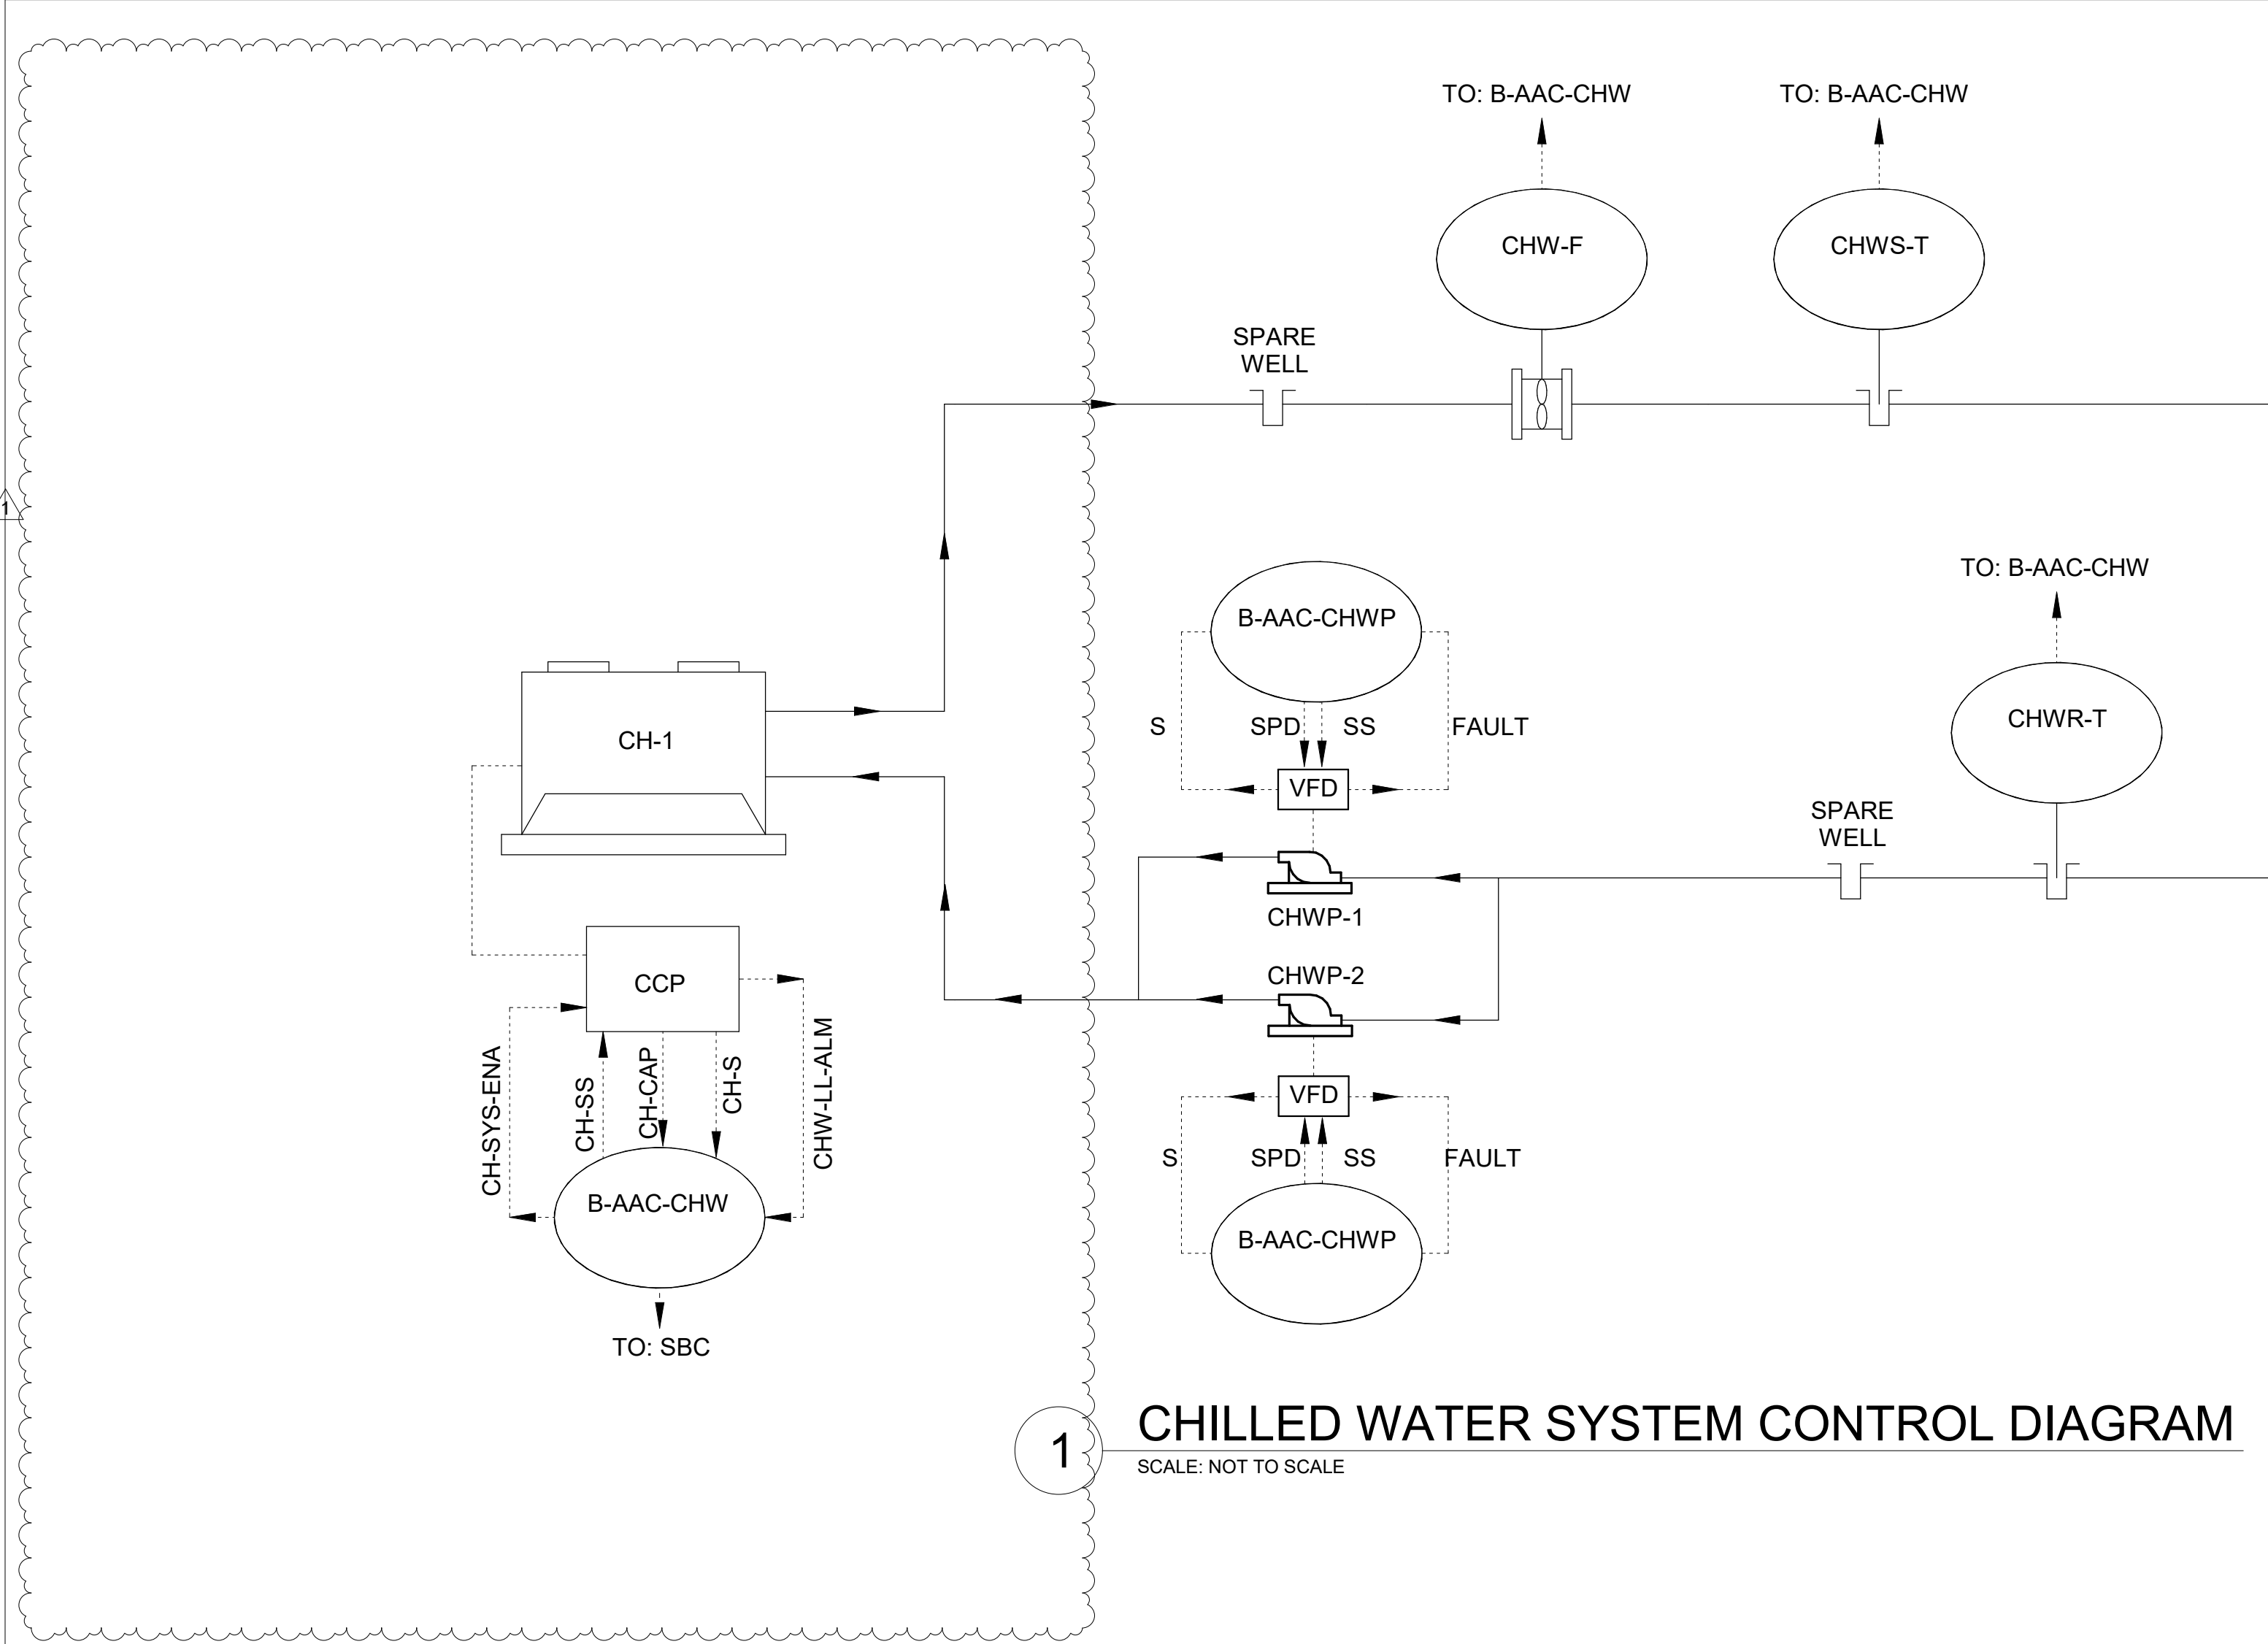 TO: B-AAC-CHW
TO: B-AAC-CHW
CHW-F
CHWS-T
SPARE
WELL
1
TO: B-AAC-CHW
B-AAC-CHWP
CHWR-T
S
SPD
SS
FAULT
CH-1
VFD
SPARE
WELL
CHWP-1
CHWP-2
CCP
CH-SYS-ENA
CH-SS
CH-CAP
CH-S
CHW-LL-ALM
VFD
S
SPD
SS
FAULT
B-AAC-CHW
B-AAC-CHWP
TO: SBC
1
CHILLED WATER SYSTEM CONTROL DIAGRAM
SCALE: NOT TO SCALE